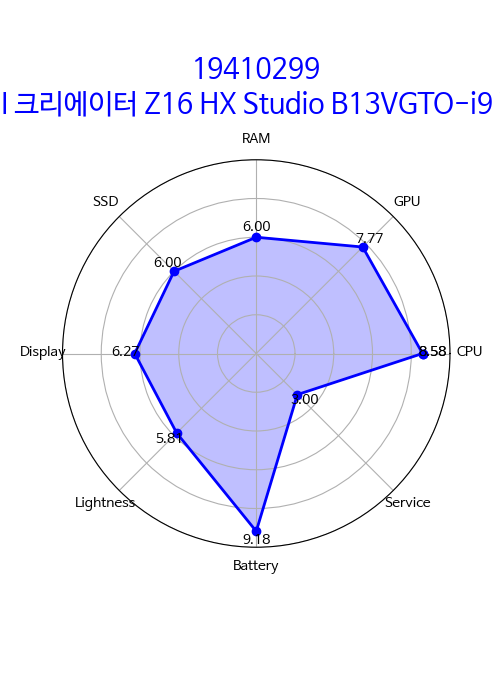 19410299
I 크리에이터 Z16 HX Studio B13VGTO-i9
RAM
SSD
GPU
6.00
7.77
6.00
Display
6.27
8.58
CPU
5.81
3.00
Lightness
Service
9.18
Battery